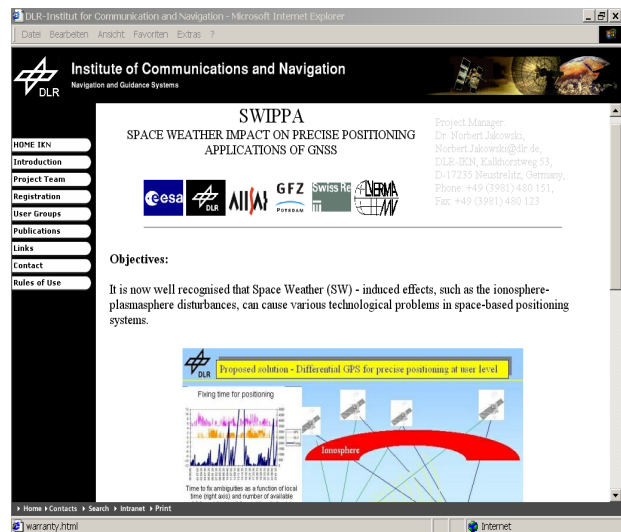 DLR-Institut for Communication and Navigation - Microsoft Internet Explorer
Datei Bearbeiten Ansicht Favoriten Extras ?
DLR
Institute of Communications and Navigation
Navigation and Guidance Systems
HOME IKN
Introduction
Project Team
Registration
User Groups
Publications
Links
Contact
Rules of Use
SWIPPA
SPACE WEATHER IMPACT ON PRECISE POSITIONING
APPLICATIONS OF GNSS
Project Manager:
Dr. Norbert Jakowski,
Norbert.Jakowski@dlr.de,
DLR-IKN, Kalkhorstweg 53,
D-17235 Neustrelitz, Germany,
Phone: +49 (3981) 480 151,
Fax: +49 (3981) 480 123
esa
DLR
GFZ
POTSDAM
Swiss Re
Objectives:
It is now well recognised that Space Weather (SW) - induced effects, such as the ionosphere-
plasmasphere disturbances, can cause various technological problems in space-based positioning
systems.
DLR
Proposed solution - Differential GPS for precise positioning at user level
Fixing time for positioning
Ionosphere
Time to fix ambiguities as a function of local
time (right axis) and number of available
Home Contacts Search Intranet Print
warranty.html
Internet